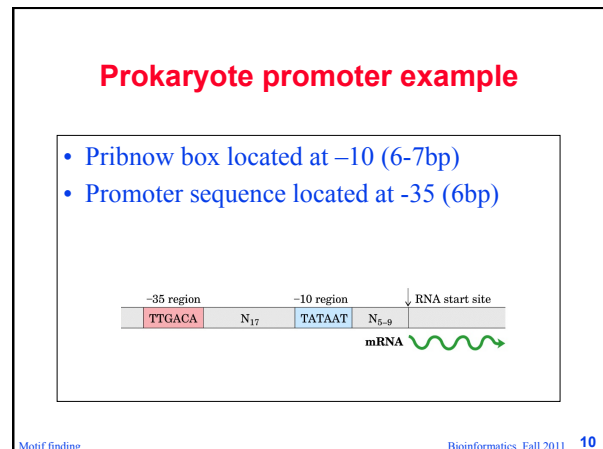 Prokaryote promoter example
• Pribnow box located at –10 (6-7bp)
• Promoter sequence located at -35 (6bp)
–35 region –10 region RNA start site
TTGACA N17 TATAAT N5–9
mRNA
Motif finding Bioinformatics, Fall 2011 10